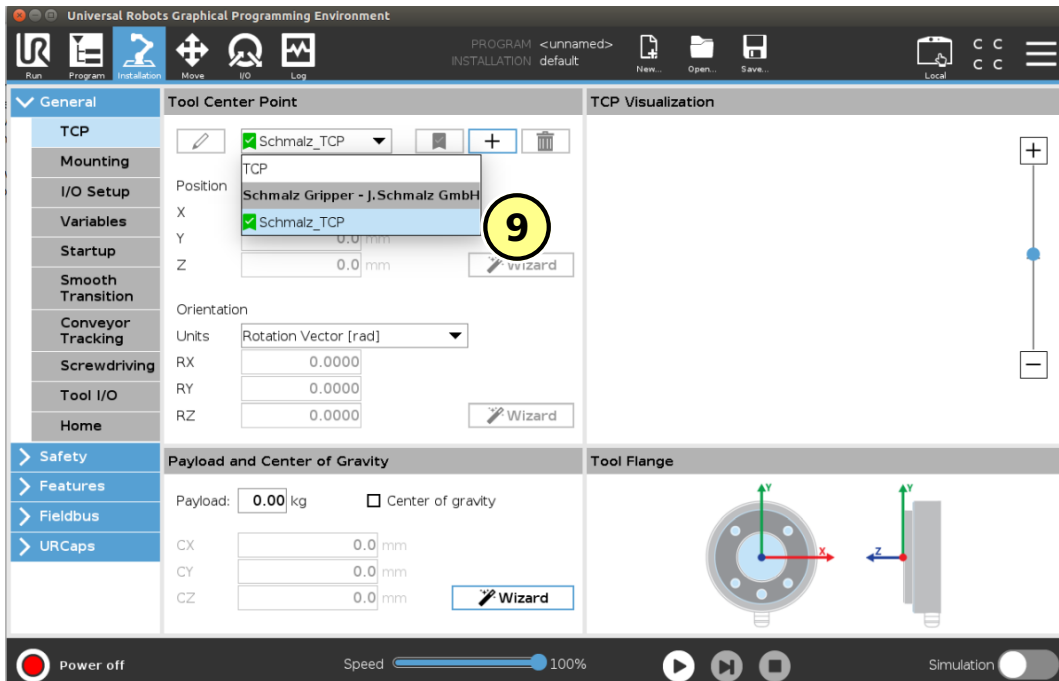 Universal Robots Graphical Programming Environment
PROGRAM <unnamed>
INSTALLATION default
Run Program Installation Move I/O Log New... Open... Save... Local
C C
C C
General
TCP
Mounting
I/O Setup
Variables
Startup
Smooth
Transition
Conveyor
Tracking
Screwdriving
Tool I/O
Home
Safety
Features
Fieldbus
URCaps
Tool Center Point
Schmalz_TCP
TCP
Schmalz Gripper - J.Schmalz GmbH
Schmalz_TCP
9
Position
X
Y 0.0 mm
Z 0.0 mm Wizard
Orientation
Units Rotation Vector [rad]
RX 0.0000
RY 0.0000
RZ 0.0000 Wizard
Payload and Center of Gravity
Payload: 0.00 kg Center of gravity
CX 0.0 mm
CY 0.0 mm
CZ 0.0 mm Wizard
TCP Visualization
Tool Flange
Y Y
X Z
Power off Speed 100% Simulation